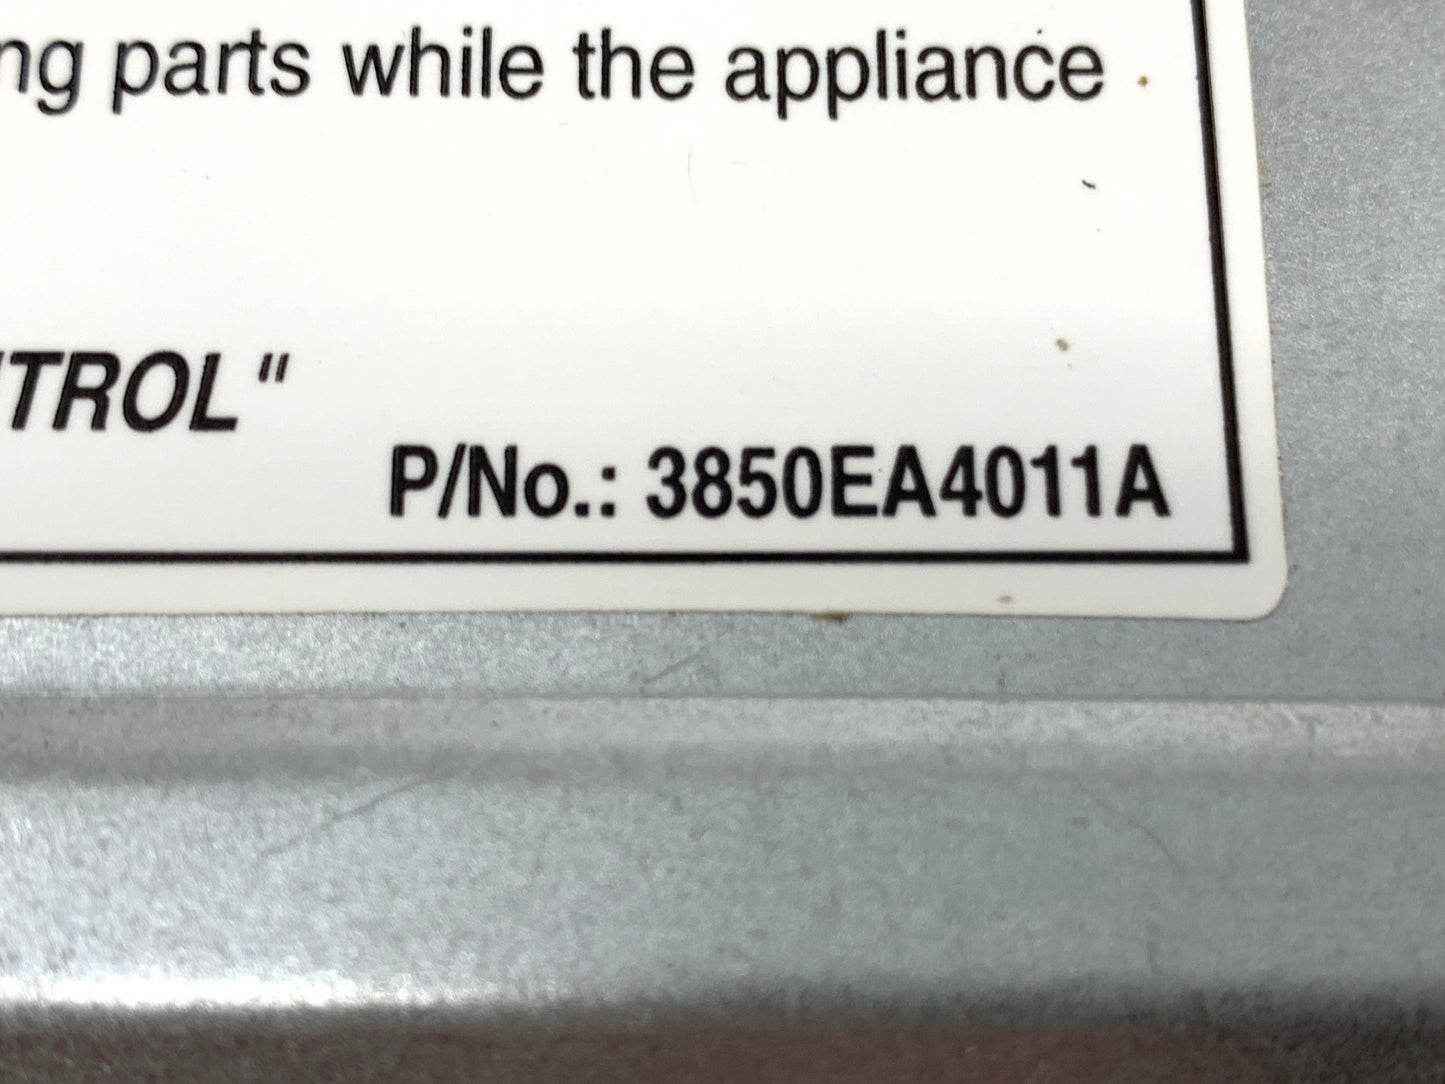 ng parts while the appliance
TROL"
P/No.: 3850EA4011A